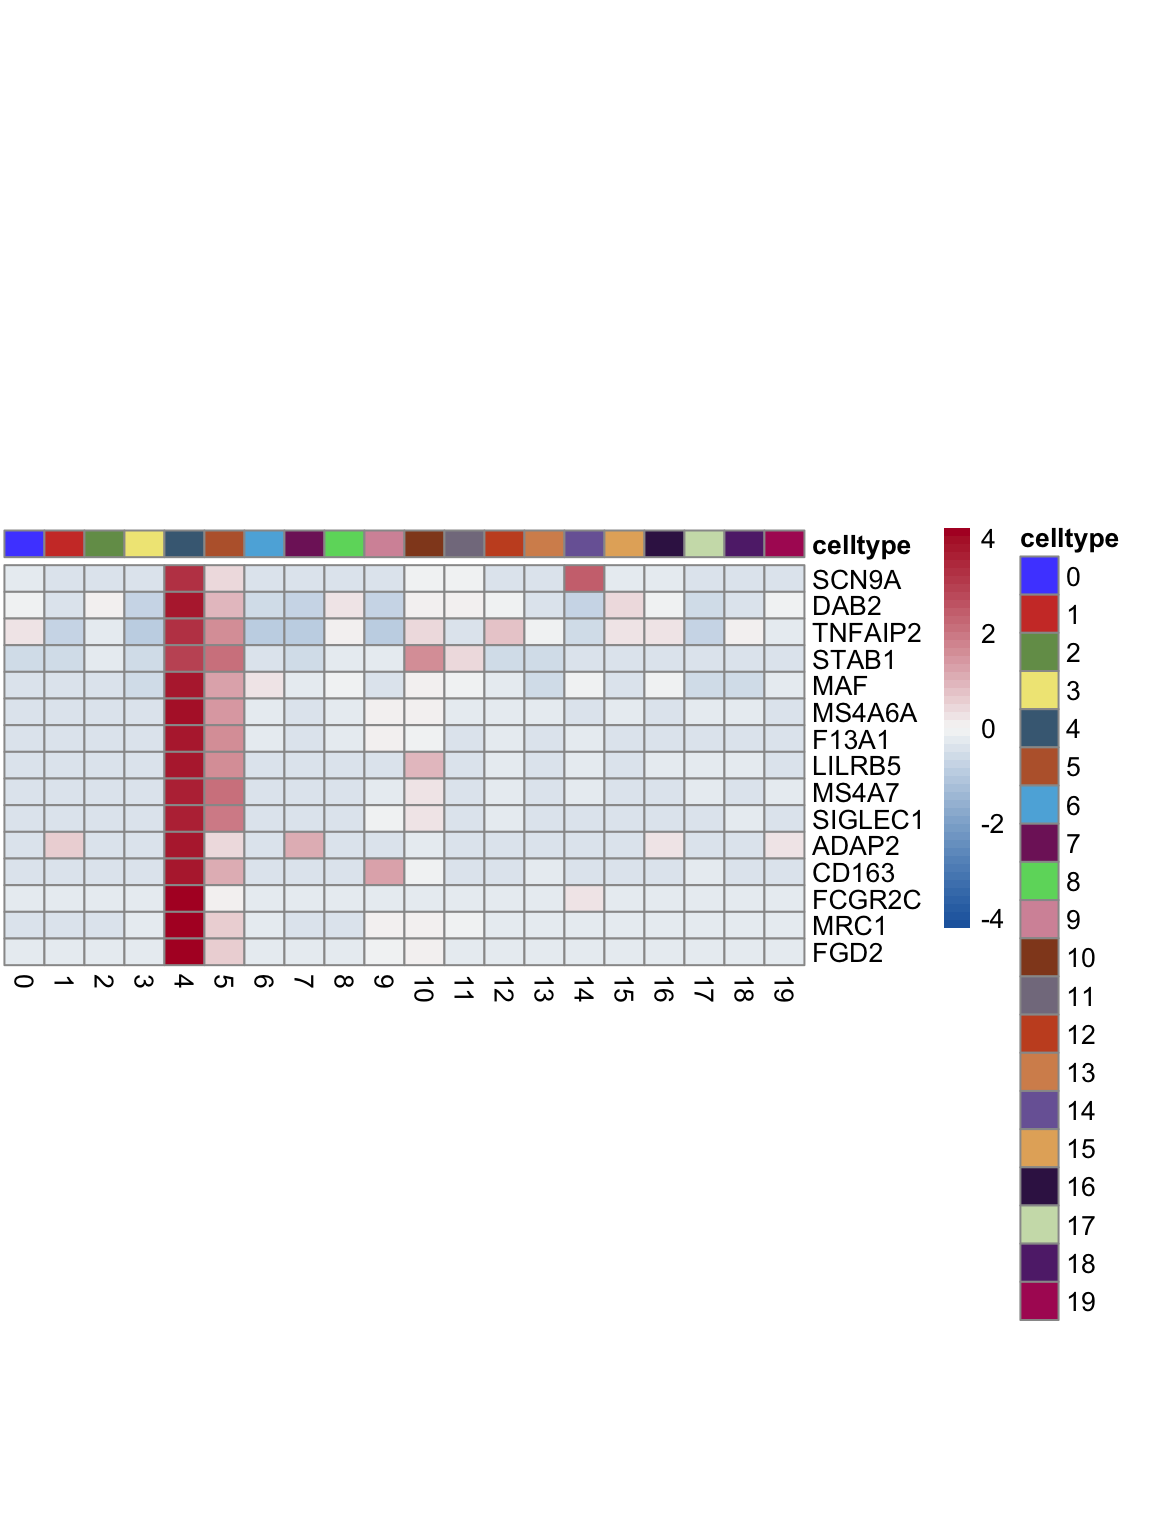 celltype
SCN9A
DAB2
TNFAIP2
STAB1
MAF
MS4A6A
F13A1
LILRB5
MS4A7
SIGLEC1
ADAP2
CD163
FCGR2C
MRC1
FGD2
0 1 2 3 4 5 6 7 8 9 10 11 12 13 14 15 16 17 18 19
4
2
0
-2
-4
celltype
0
1
2
3
4
5
6
7
8
9
10
11
12
13
14
15
16
17
18
19